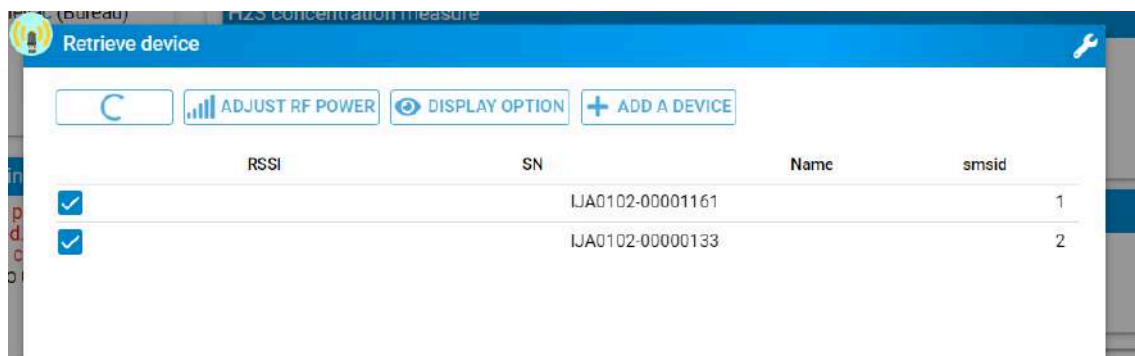 (Bureau)
H2S concentration measure
Retrieve device
ADJUST RF POWER
DISPLAY OPTION
ADD A DEVICE
RSSI SN Name smsid
IJA0102-00001161 1
IJA0102-00000133 2